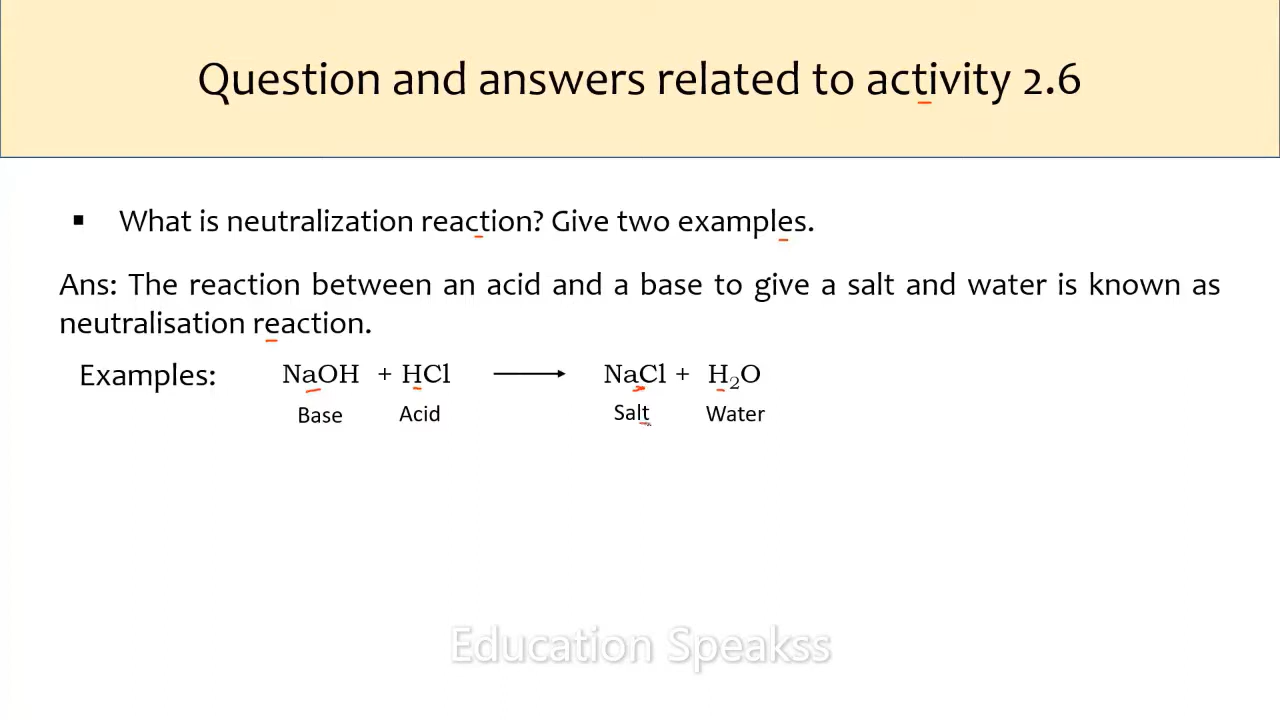 Question and answers related to activity 2.6
▪ What is neutralization reaction? Give two examples.
Ans: The reaction between an acid and a base to give a salt and water is known as
neutralisation reaction.
Examples: NaOH + HCl ⟶ NaCl + H₂O
Base Acid Salt Water
Education Speakss